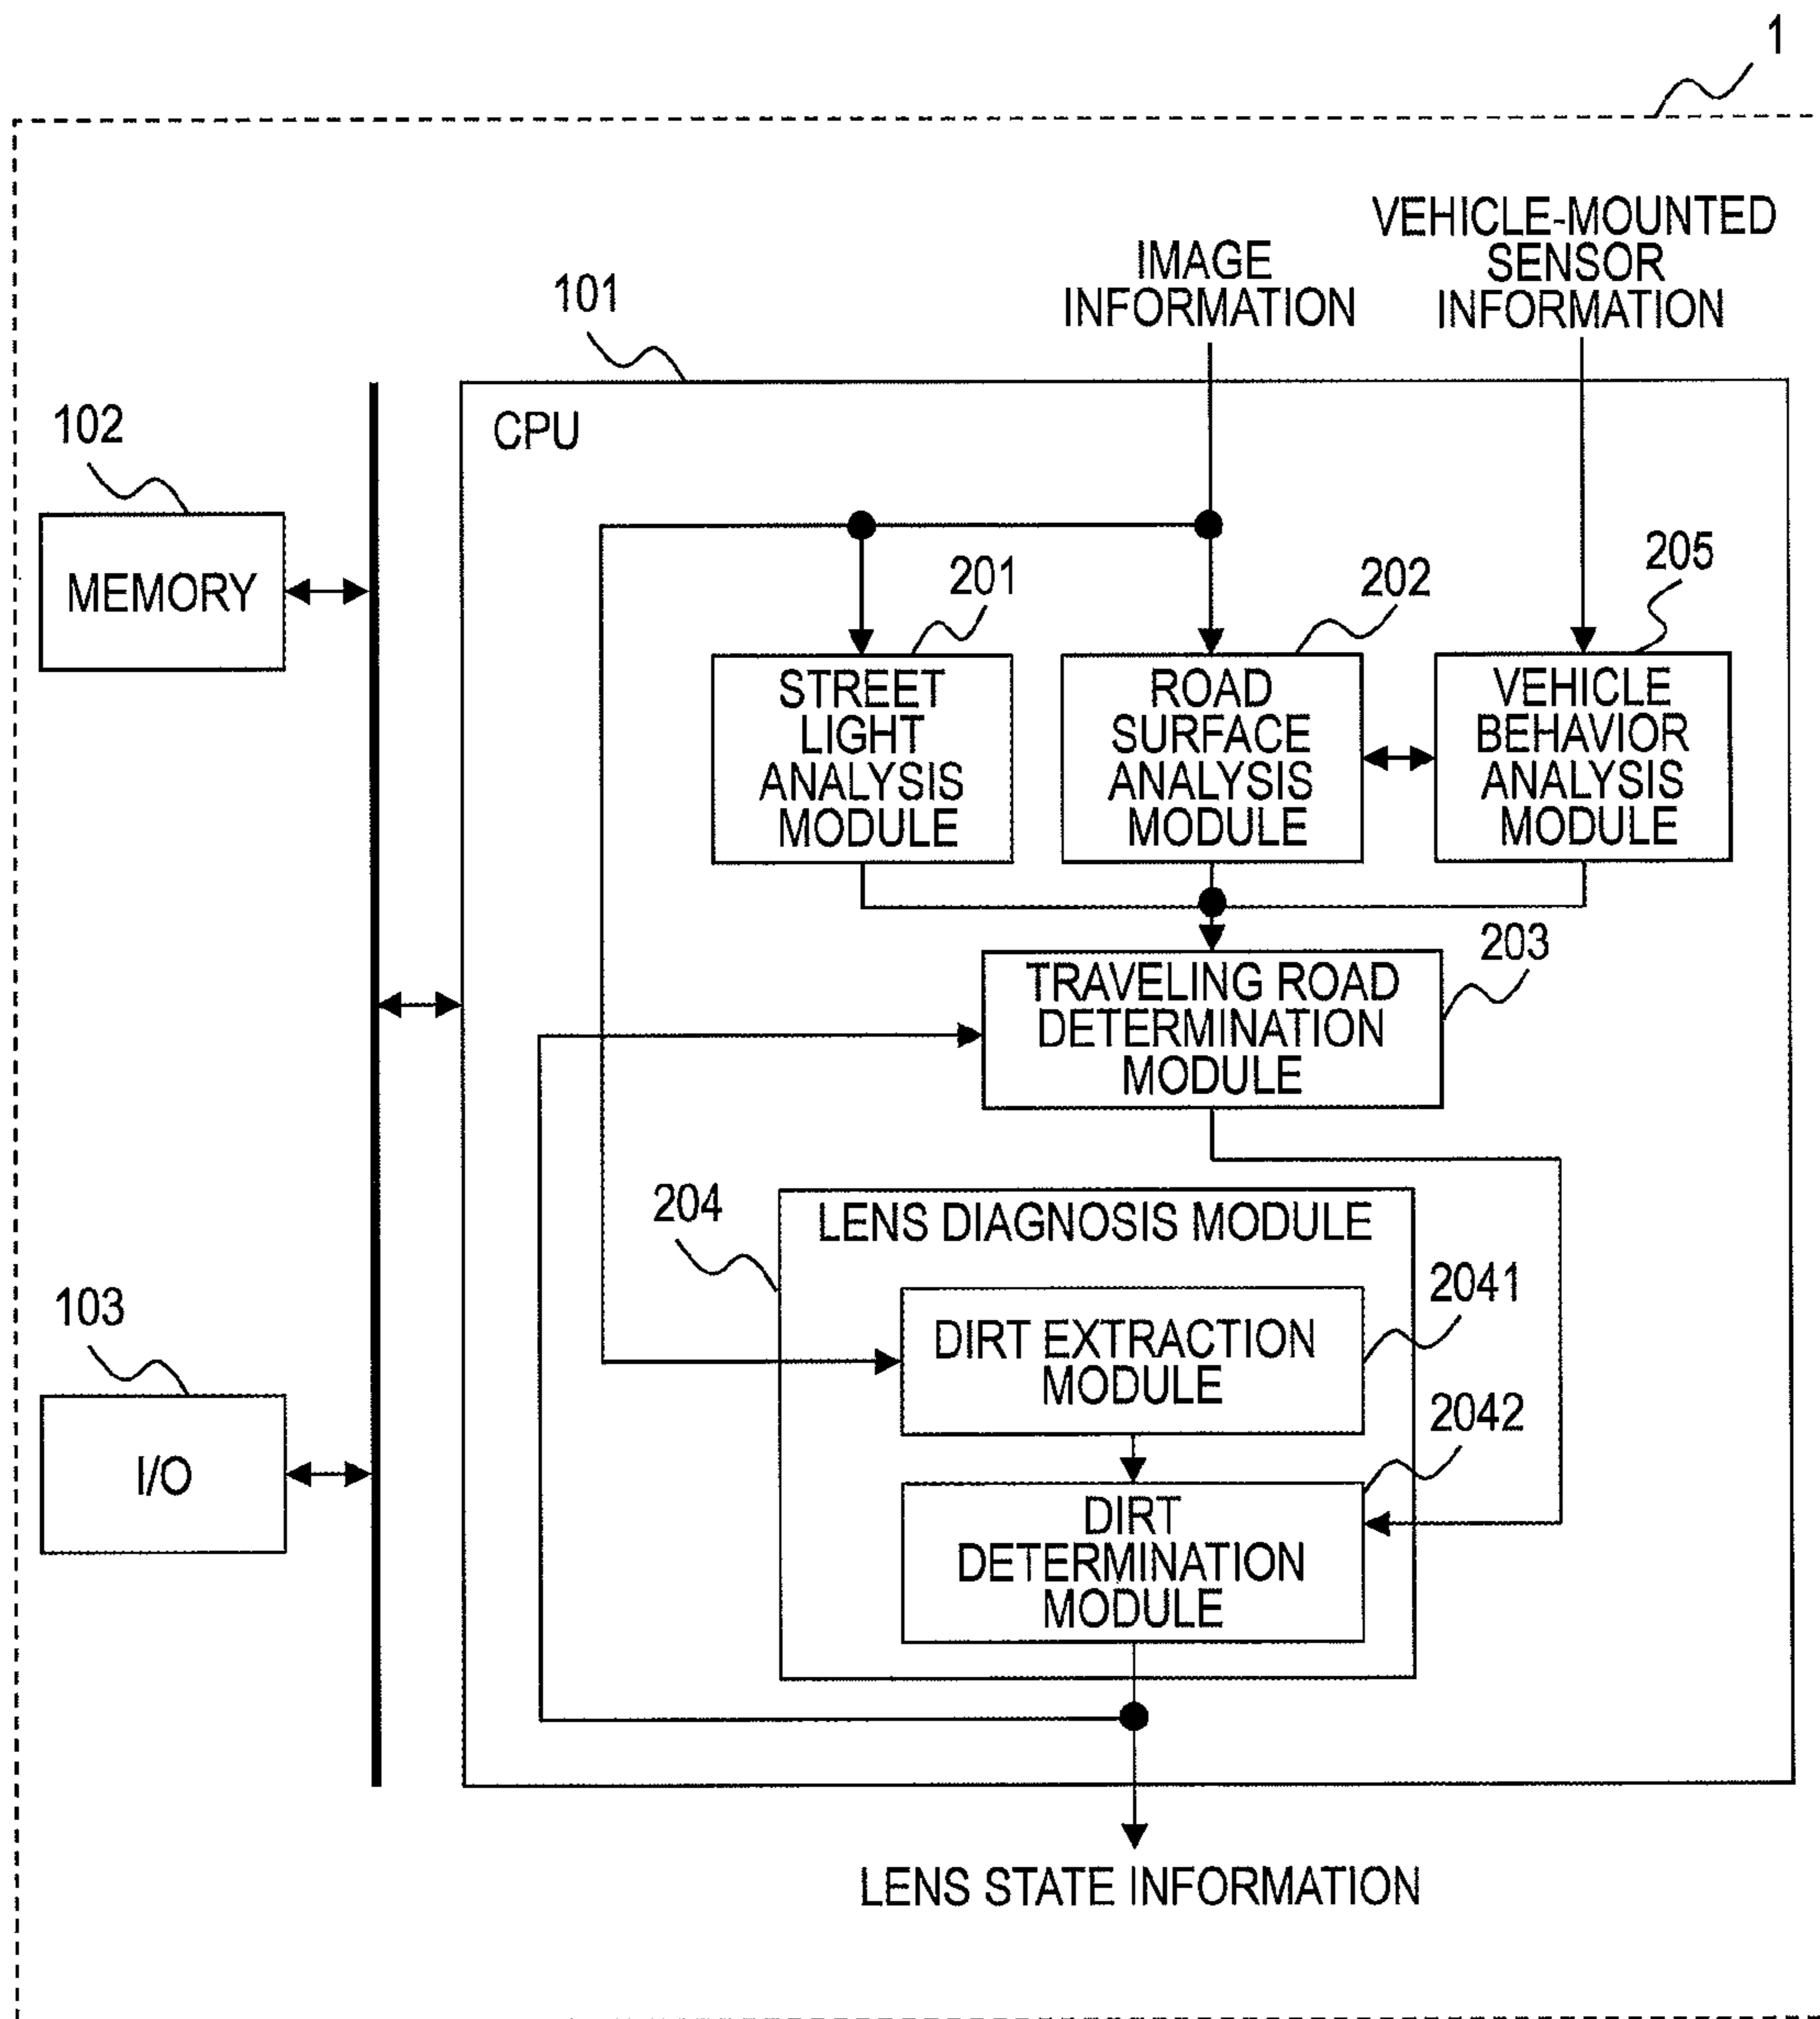 1
IMAGE
INFORMATION
VEHICLE-MOUNTED
SENSOR
INFORMATION
101
CPU
102
MEMORY
201
STREET
LIGHT
ANALYSIS
MODULE
202
ROAD
SURFACE
ANALYSIS
MODULE
205
VEHICLE
BEHAVIOR
ANALYSIS
MODULE
203
TRAVELING ROAD
DETERMINATION
MODULE
204
LENS DIAGNOSIS MODULE
2041
DIRT EXTRACTION
MODULE
2042
DIRT
DETERMINATION
MODULE
103
I/O
LENS STATE INFORMATION